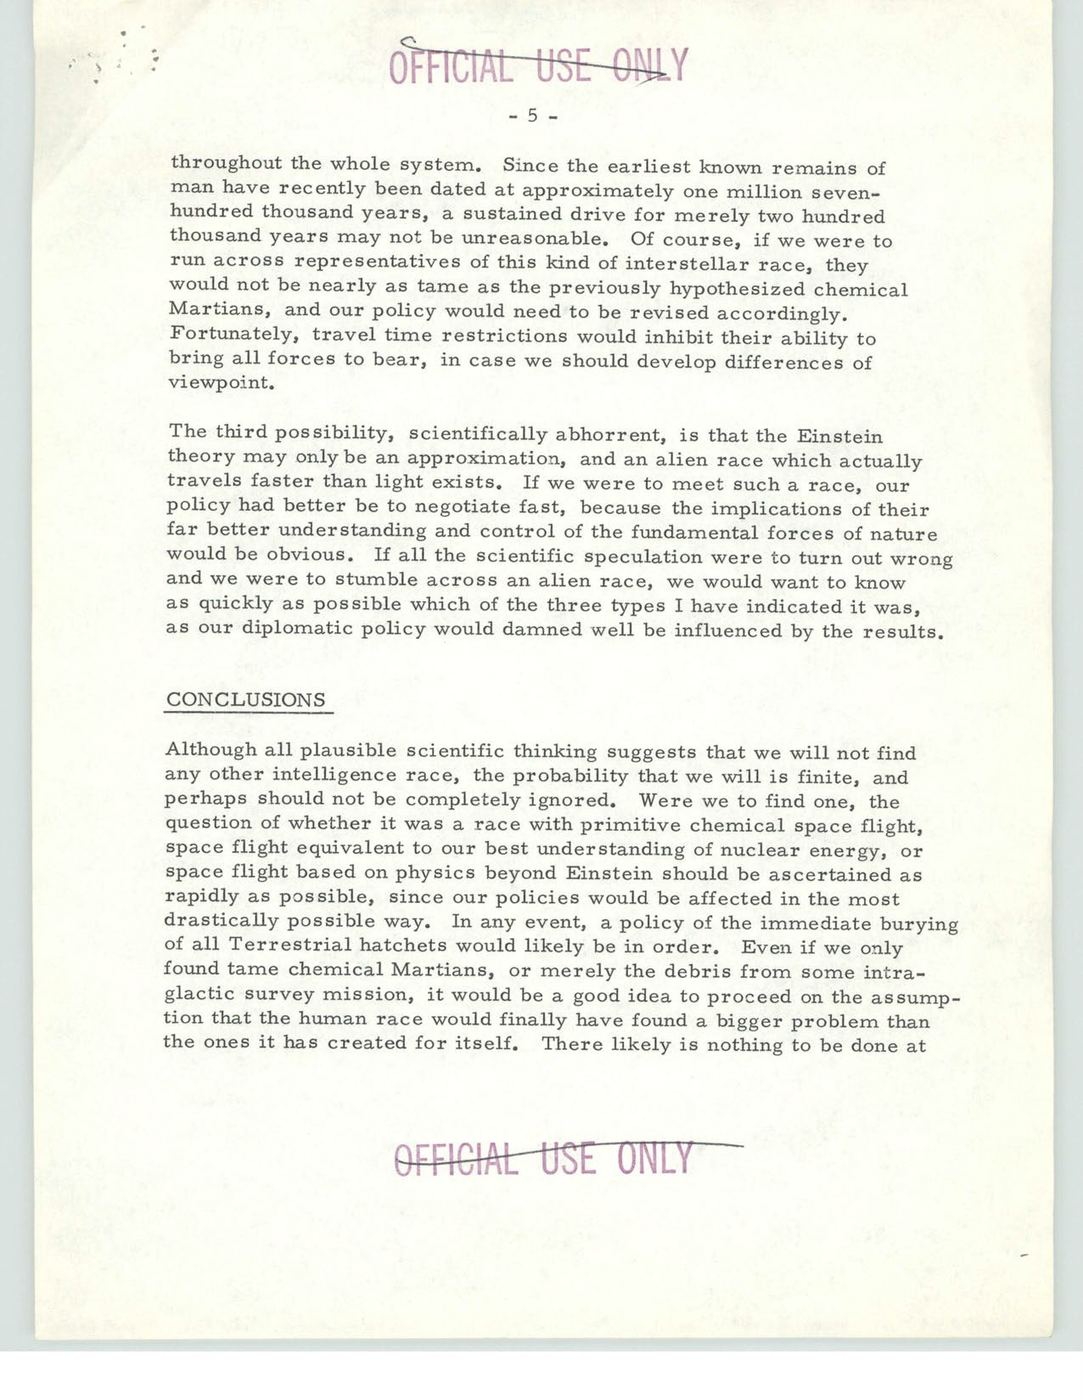 OFFICIAL USE ONLY
- 5 -
throughout the whole system. Since the earliest known remains of
man have recently been dated at approximately one million seven-
hundred thousand years, a sustained drive for merely two hundred
thousand years may not be unreasonable. Of course, if we were to
run across representatives of this kind of interstellar race, they
would not be nearly as tame as the previously hypothesized chemical
Martians, and our policy would need to be revised accordingly.
Fortunately, travel time restrictions would inhibit their ability to
bring all forces to bear, in case we should develop differences of
viewpoint.
The third possibility, scientifically abhorrent, is that the Einstein
theory may only be an approximation, and an alien race which actually
travels faster than light exists. If we were to meet such a race, our
policy had better be to negotiate fast, because the implications of their
far better understanding and control of the fundamental forces of nature
would be obvious. If all the scientific speculation were to turn out wrong
and we were to stumble across an alien race, we would want to know
as quickly as possible which of the three types I have indicated it was,
as our diplomatic policy would damned well be influenced by the results.
CONCLUSIONS
Although all plausible scientific thinking suggests that we will not find
any other intelligence race, the probability that we will is finite, and
perhaps should not be completely ignored. Were we to find one, the
question of whether it was a race with primitive chemical space flight,
space flight equivalent to our best understanding of nuclear energy, or
space flight based on physics beyond Einstein should be ascertained as
rapidly as possible, since our policies would be affected in the most
drastically possible way. In any event, a policy of the immediate burying
of all Terrestrial hatchets would likely be in order. Even if we only
found tame chemical Martians, or merely the debris from some intra-
glactic survey mission, it would be a good idea to proceed on the assump-
tion that the human race would finally have found a bigger problem than
the ones it has created for itself. There likely is nothing to be done at
OFFICIAL USE ONLY